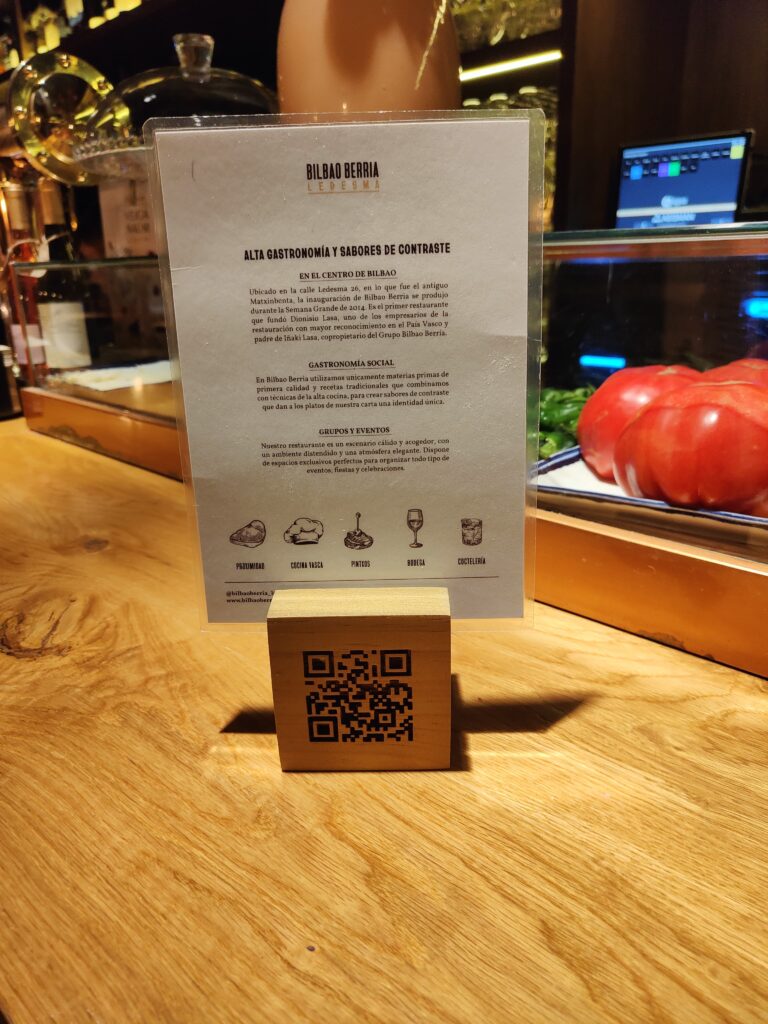 BILBAO BERRIA
LEDESMA
ALTA GASTRONOMÍA Y SABORES DE CONTRASTE
EN EL CENTRO DE BILBAO
Ubicado en la calle Ledesma 26, en lo que fue el antiguo
Matxinbenta, la inauguración de Bilbao Berria se produjo
durante la Semana Grande de 2014. Es el primer restaurante
que fundó Dionisio Lasa, uno de los empresarios de la
restauración con mayor reconocimiento en el País Vasco y
padre de Iñaki Lasa, copropietario del Grupo Bilbao Berria.
GASTRONOMÍA SOCIAL
En Bilbao Berria utilizamos unicamente materias primas de
primera calidad y recetas tradicionales que combinamos
con técnicas de la alta cocina, para crear sabores de contraste
que dan a los platos de nuestra carta una identidad única.
GRUPOS Y EVENTOS
Nuestro restaurante es un escenario cálido y acogedor, con
un ambiente distendido y una atmósfera elegante. Dispone
de espacios exclusivos perfectos para organizar todo tipo de
eventos, fiestas y celebraciones.
PROXIMIDAD COCINA VASCA PINTXOS BODEGA COCTELERÍA
@bilbaoberria_
www.bilbaober